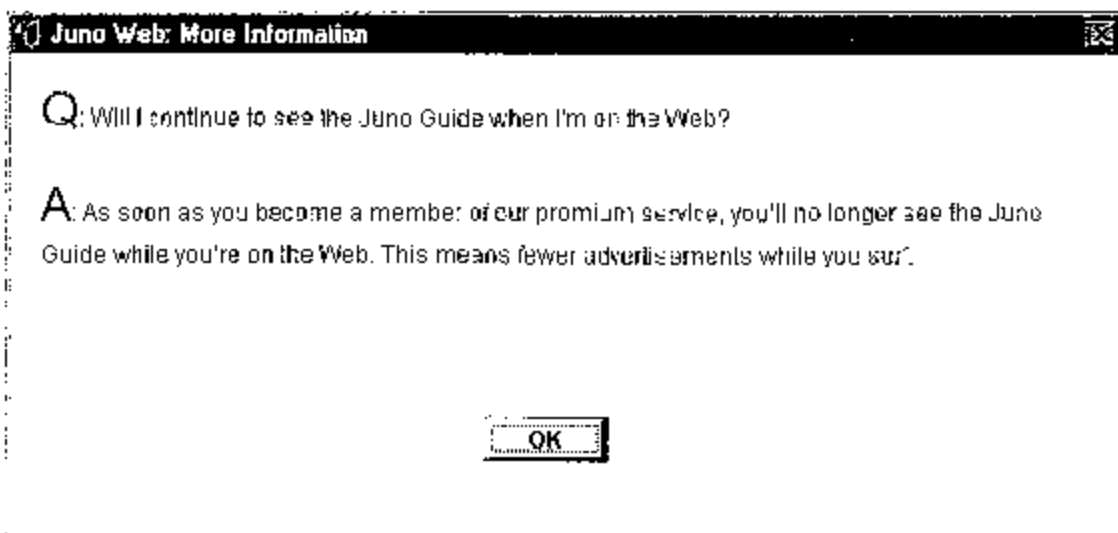 Juno Web: More Information
Q: Will I continue to see the Juno Guide when I'm on the Web?
A: As soon as you become a member of our promium service, you'll no longer see the Juno
Guide while you're on the Web. This means fewer advertisements while you surf.
OK